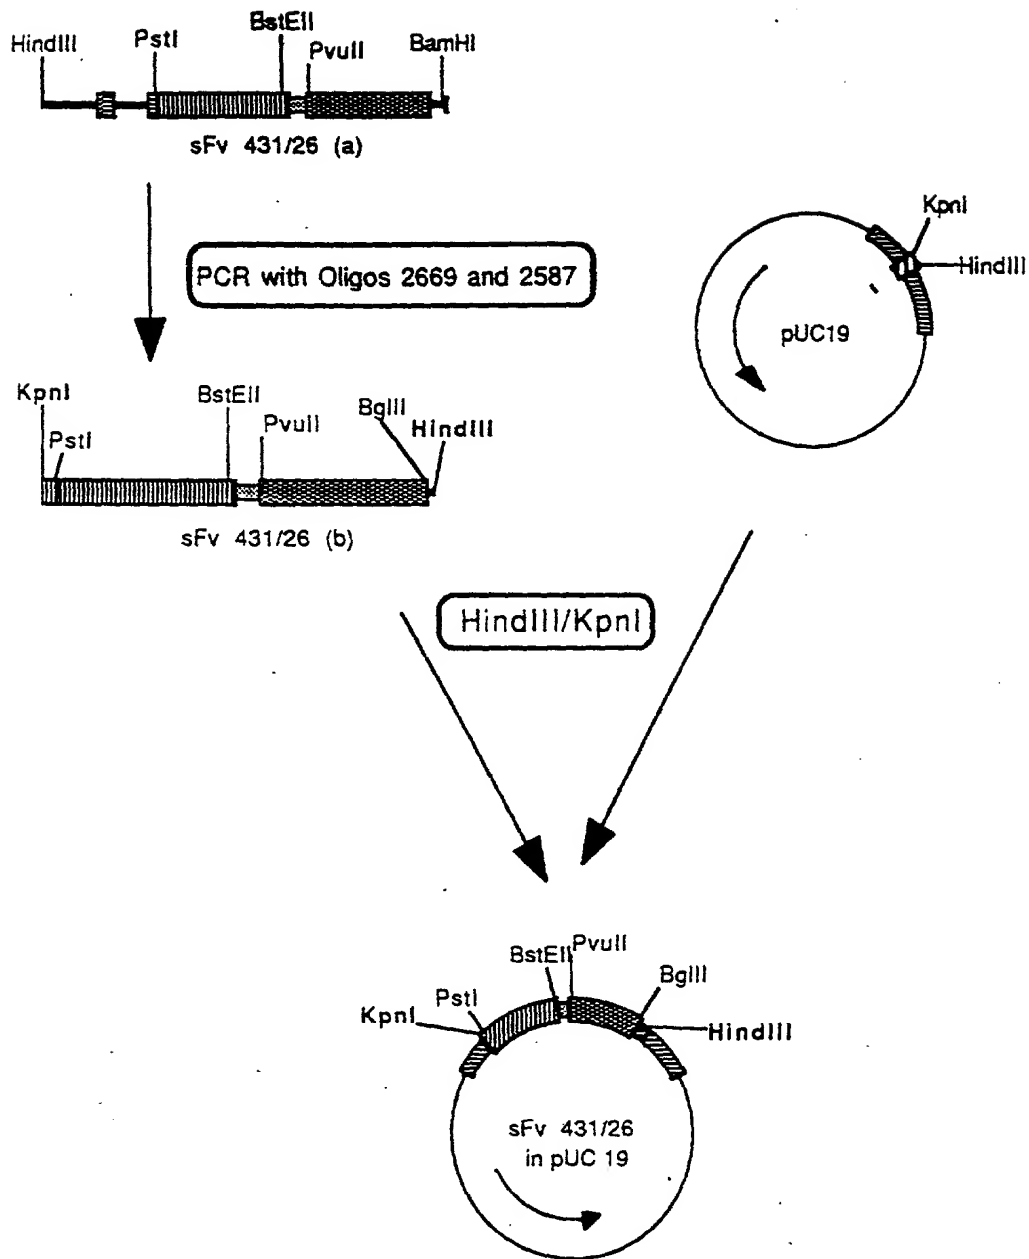 HindIII
PstI
BstEII
PvuII
BamHI
sFv 431/26 (a)
PCR with Oligos 2669 and 2587
KpnI
HindIII
pUC19
KpnI
PstI
BstEII
PvuII
BglII
HindIII
sFv 431/26 (b)
HindIII/KpnI
KpnI
PstI
BstEII
PvuII
BglII
HindIII
sFv 431/26
in pUC 19